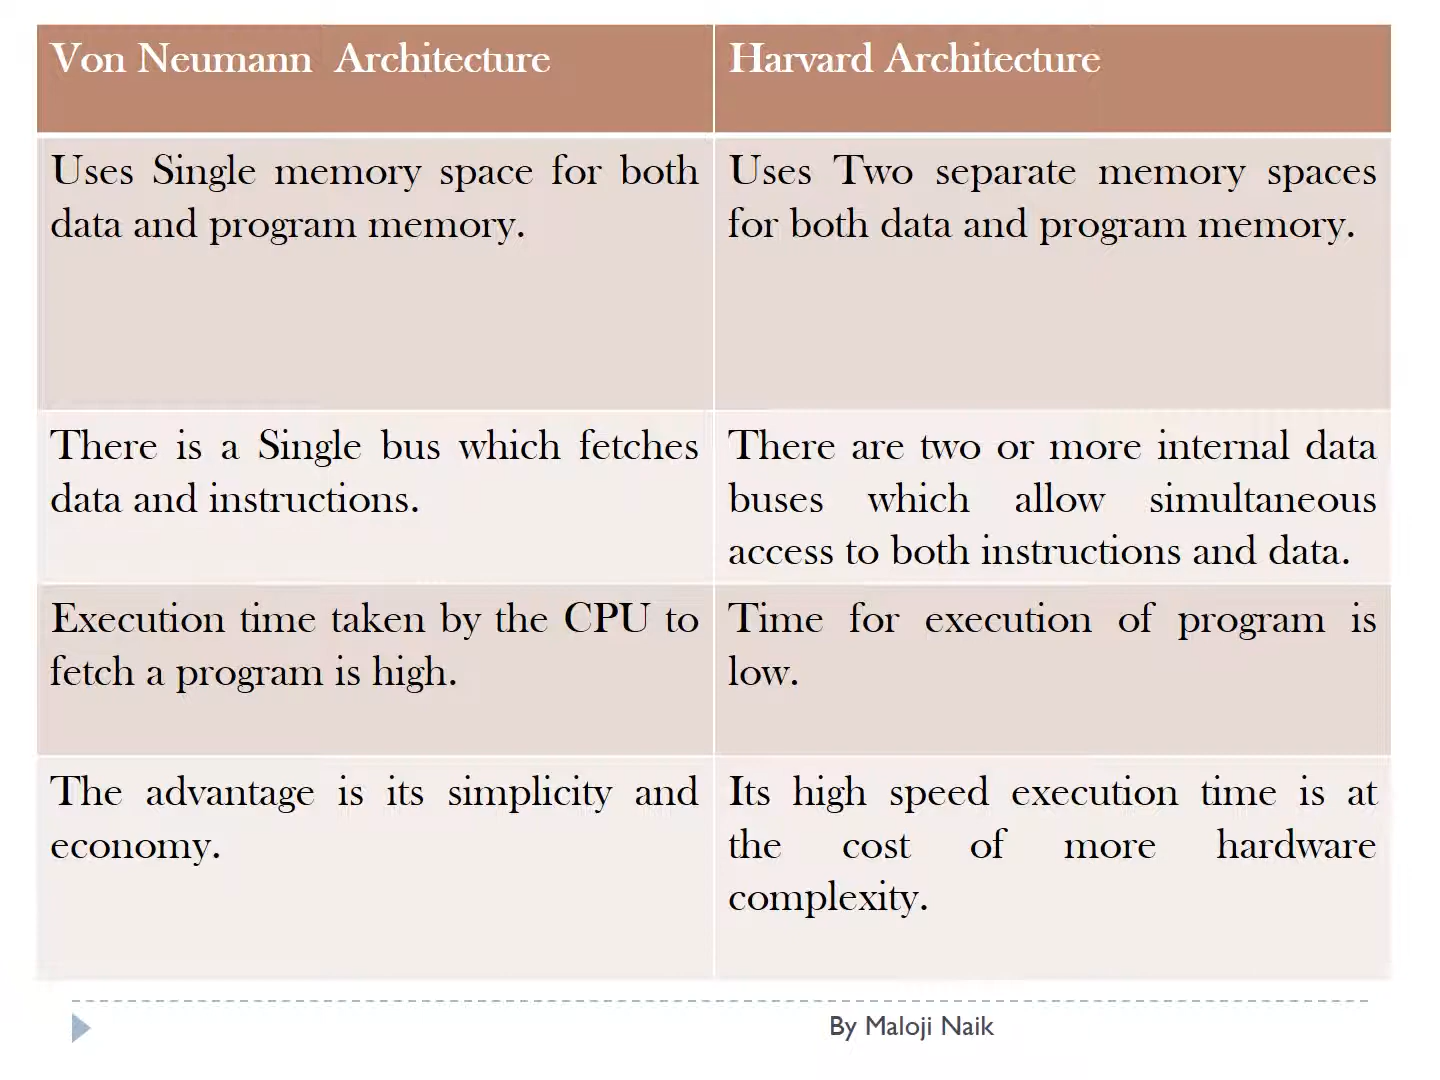 Von Neumann Architecture
Harvard Architecture
Uses Single memory space for both
data and program memory.
Uses Two separate memory spaces
for both data and program memory.
There is a Single bus which fetches
data and instructions.
There are two or more internal data
buses which allow simultaneous
access to both instructions and data.
Execution time taken by the CPU to
fetch a program is high.
Time for execution of program is
low.
The advantage is its simplicity and
economy.
Its high speed execution time is at
the cost of more hardware
complexity.
By Maloji Naik